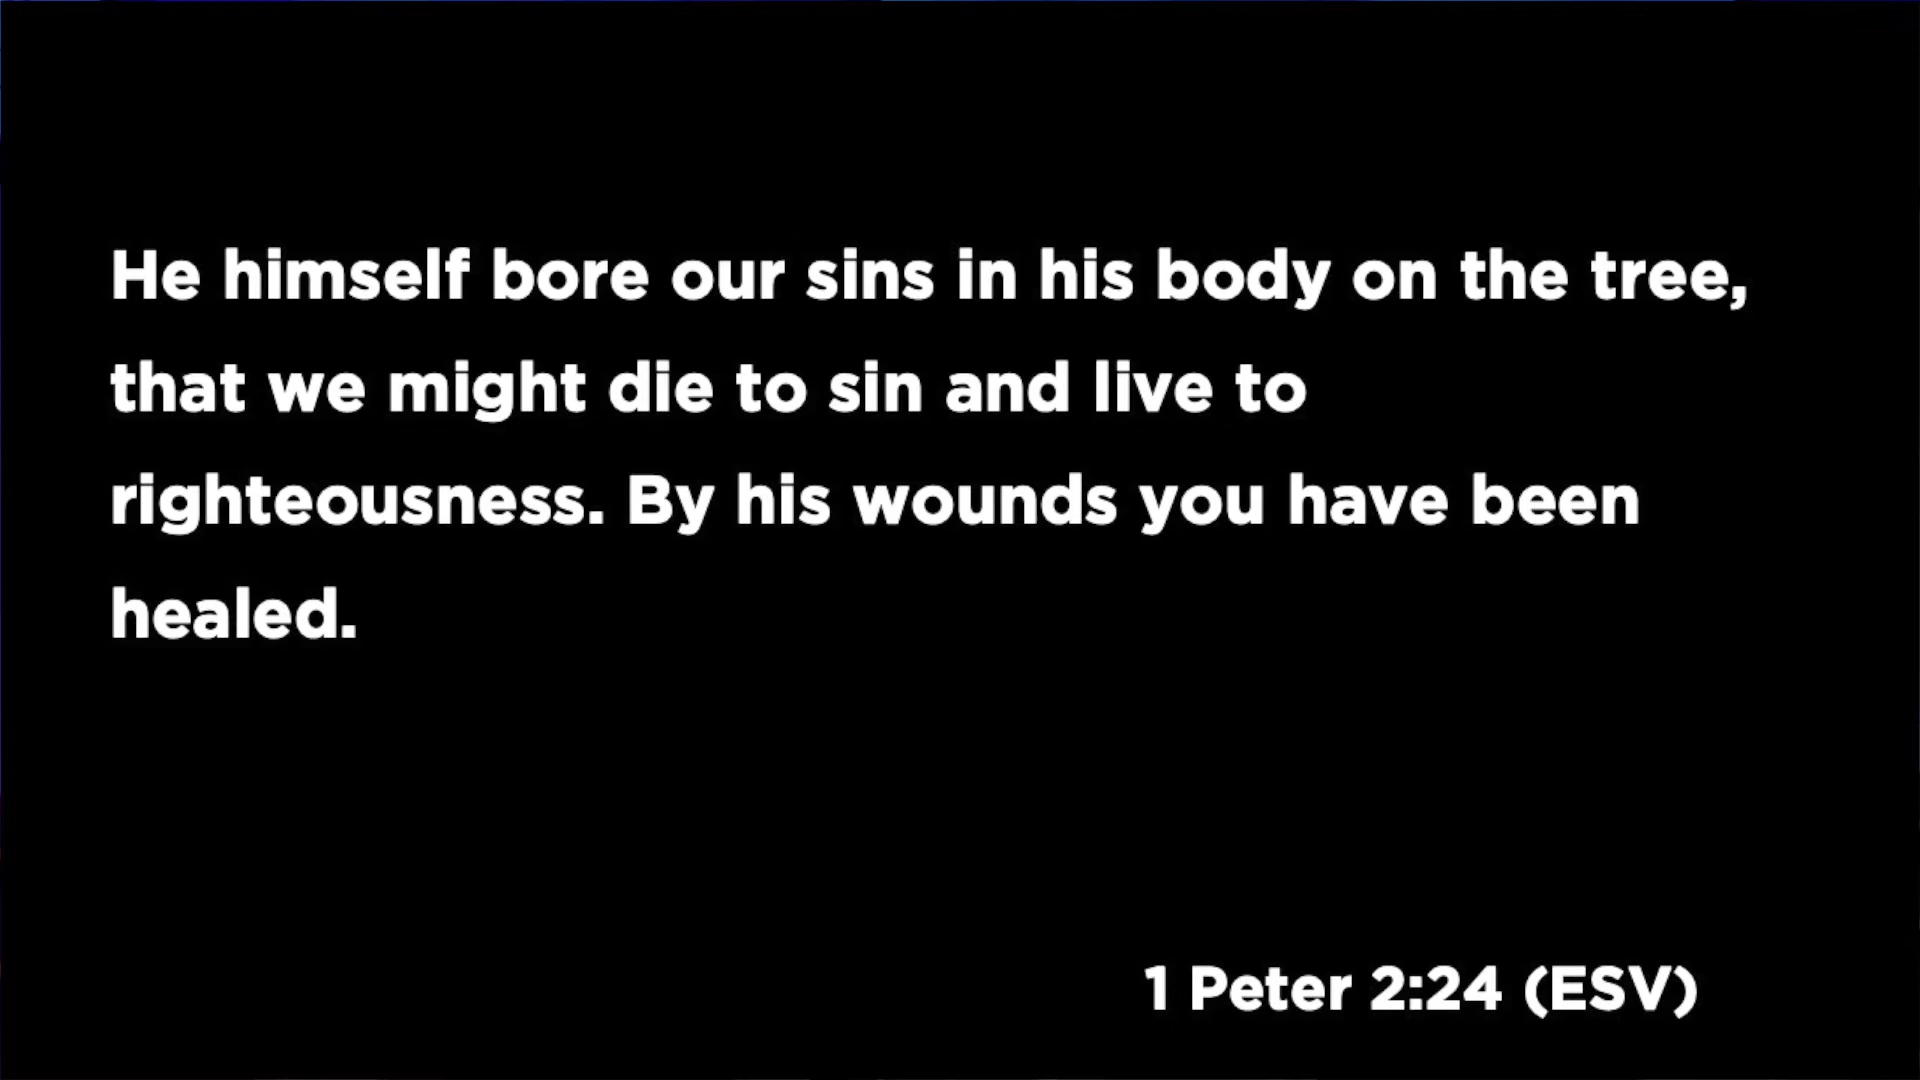 He himself bore our sins in his body on the tree,
that we might die to sin and live to
righteousness. By his wounds you have been
healed.
1 Peter 2:24 (ESV)